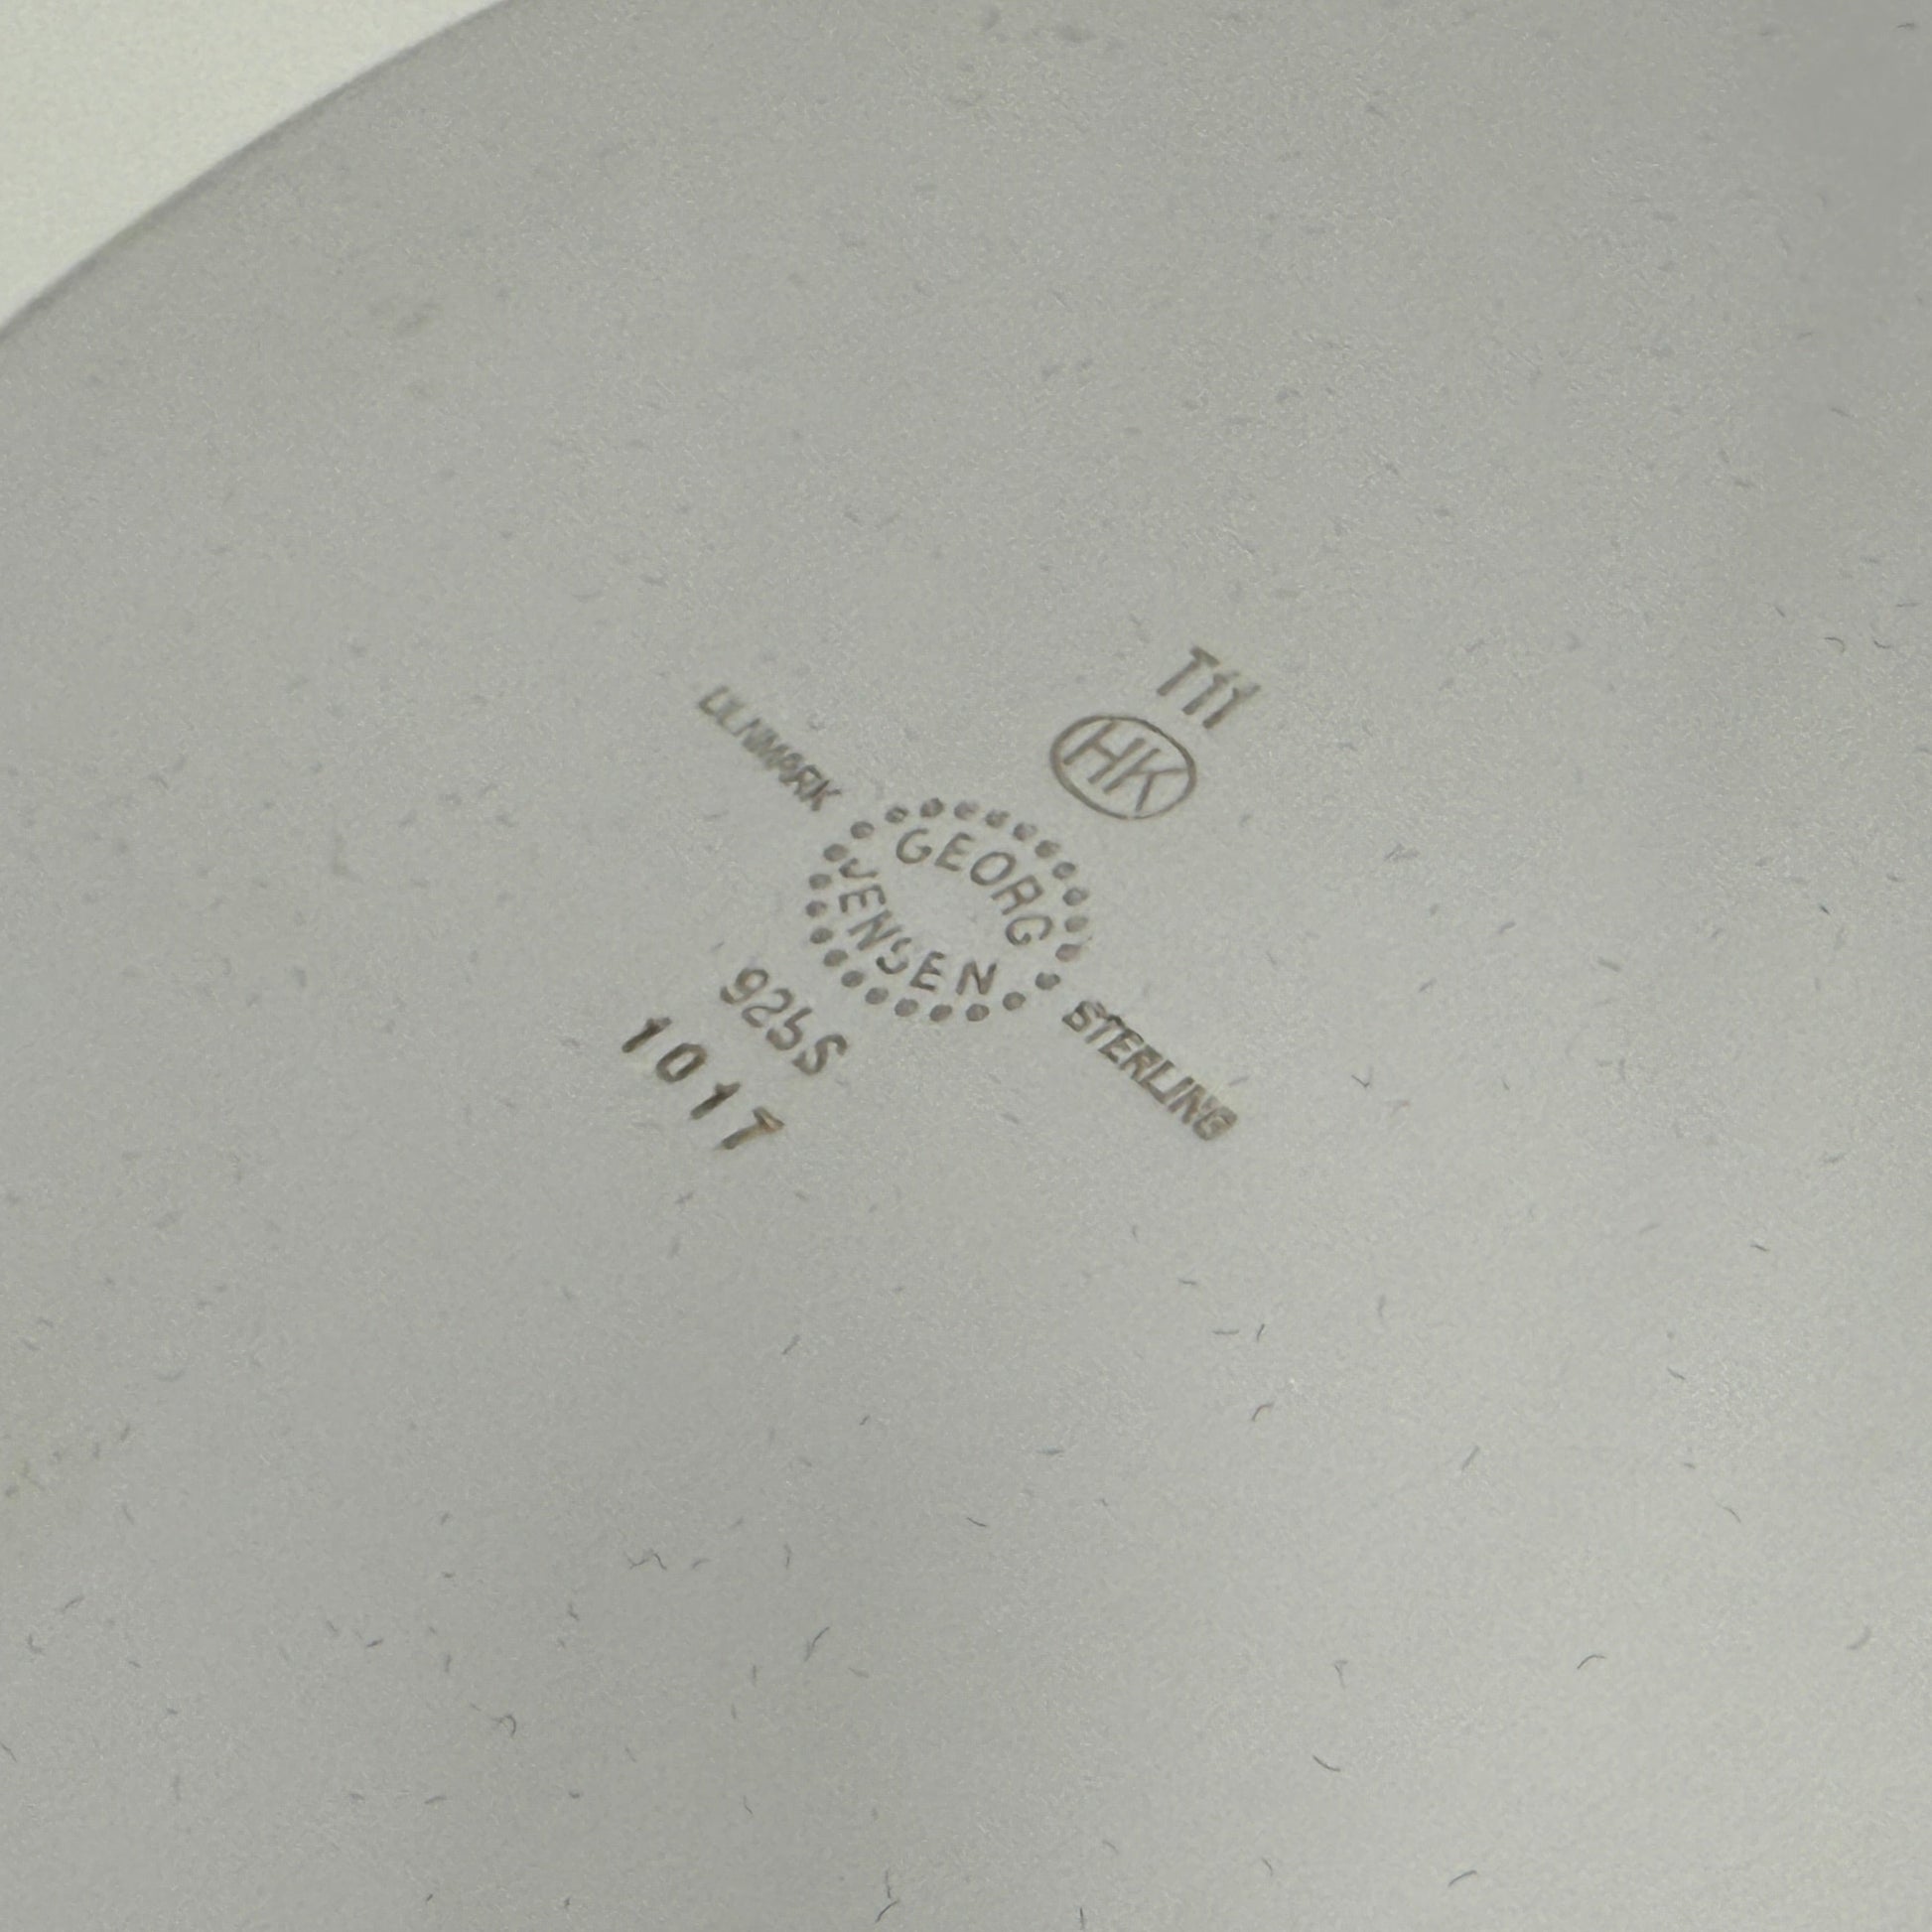 T11
HK
DENMARK
GEORG
JENSEN
STERLING
925S
1017